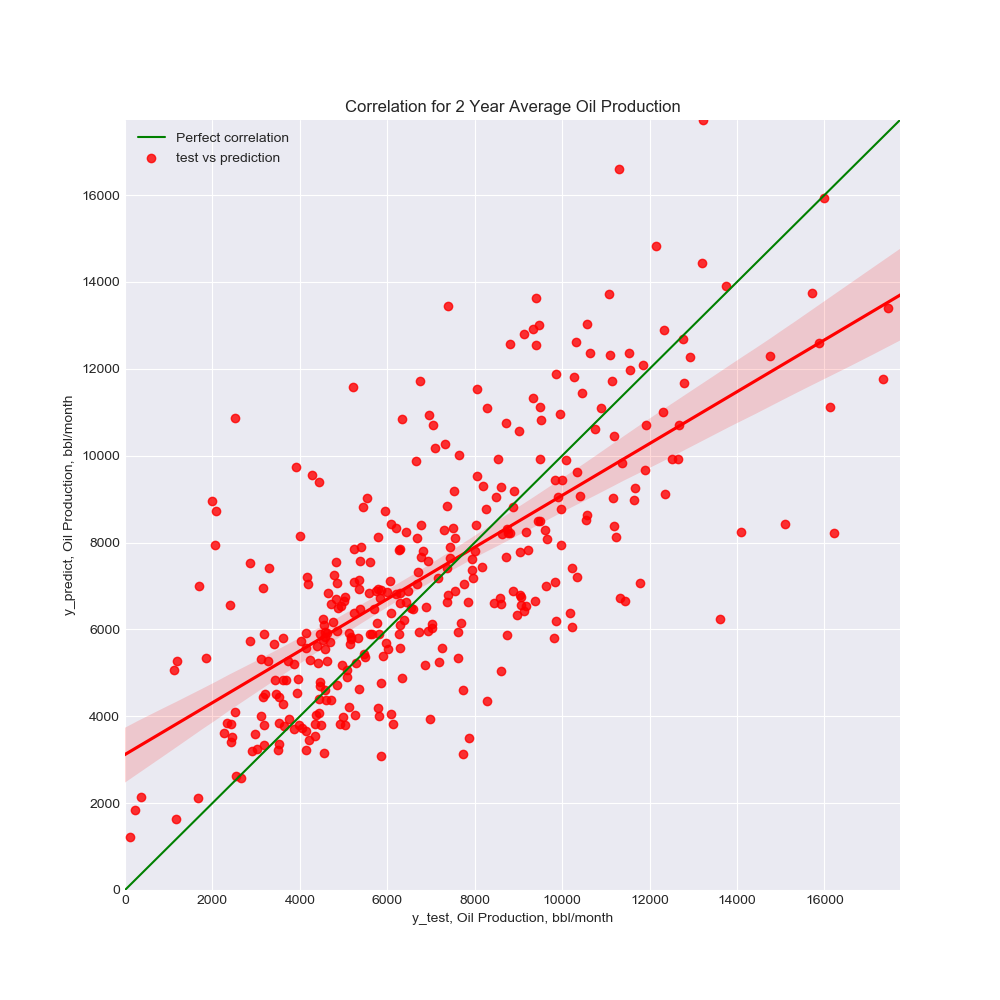 Correlation for 2 Year Average Oil Production
Perfect correlation
test vs prediction
y_predict, Oil Production, bbl/month
16000
14000
12000
10000
8000
6000
4000
2000
0
0 2000 4000 6000 8000 10000 12000 14000 16000
y_test, Oil Production, bbl/month